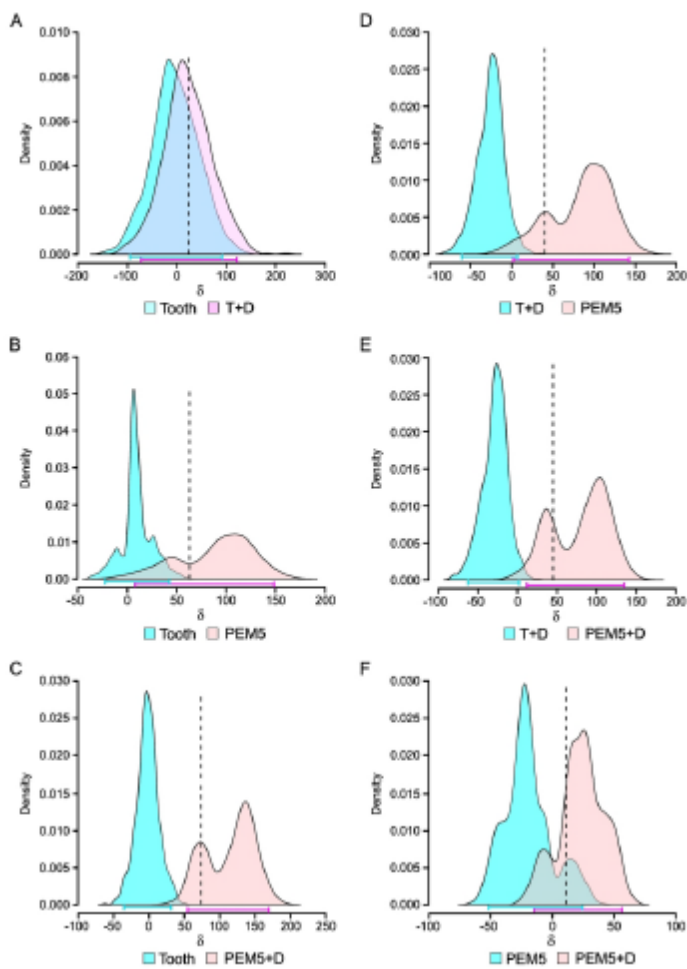 A
Density
0.010
0.008
0.006
0.004
0.002
0.000
-200 -100 0 100 200 300
δ
Tooth T+D
B
Density
0.06
0.05
0.04
0.03
0.02
0.01
0.00
-50 0 50 100 150 200
δ
Tooth PEM5
C
Density
0.030
0.025
0.020
0.015
0.010
0.005
0.000
-100 -50 0 50 100 150 200 250
δ
Tooth PEM5+D
D
Density
0.030
0.025
0.020
0.015
0.010
0.005
0.000
-100 -50 0 50 100 150 200
δ
T+D PEM5
E
Density
0.030
0.025
0.020
0.015
0.010
0.005
0.000
-100 -50 0 50 100 150 200
δ
T+D PEM5+D
F
Density
0.030
0.025
0.020
0.015
0.010
0.005
0.000
-100 -50 0 50 100
δ
PEM5 PEM5+D